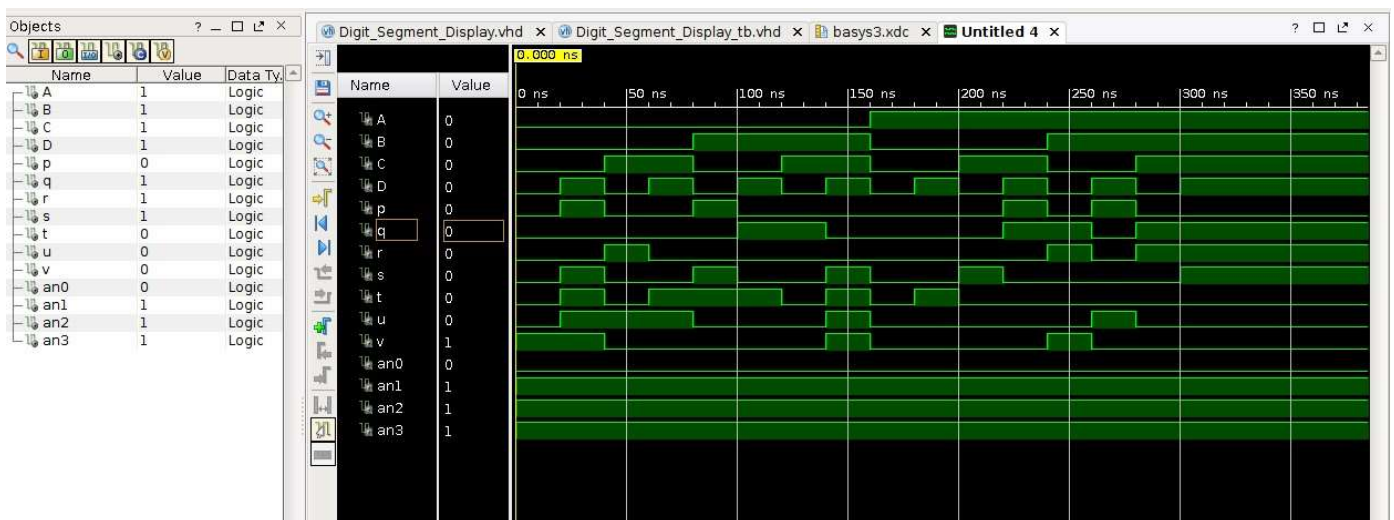 Objects ? _ □ ×
Name Value Data Ty.
A 1 Logic
B 1 Logic
C 1 Logic
D 1 Logic
p 0 Logic
q 1 Logic
r 1 Logic
s 1 Logic
t 0 Logic
u 0 Logic
v 0 Logic
an0 0 Logic
an1 1 Logic
an2 1 Logic
an3 1 Logic
Digit_Segment_Display.vhd × Digit_Segment_Display_tb.vhd × basys3.xdc × Untitled 4 × ? □ ×
0.000 ns
Name Value
0 ns 50 ns 100 ns 150 ns 200 ns 250 ns 300 ns 350 ns
A 0
B 0
C 0
D 0
p 0
q 0
r 0
s 0
t 0
u 0
v 1
an0 0
an1 1
an2 1
an3 1